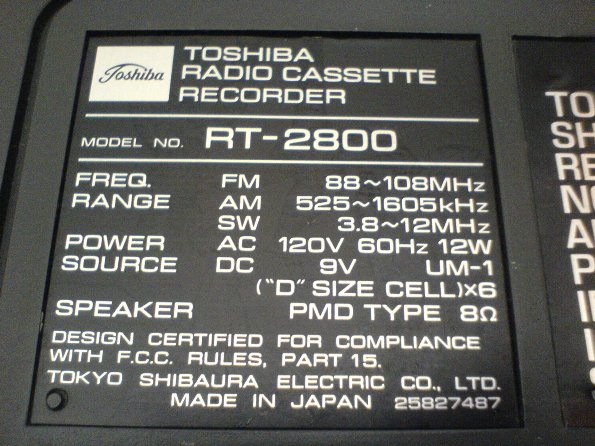 Toshiba
TOSHIBA
RADIO CASSETTE
RECORDER
MODEL NO. RT-2800
FREQ. FM 88~108MHz
RANGE AM 525~1605kHz
SW 3.8~12MHz
POWER AC 120V 60Hz 12W
SOURCE DC 9V UM-1
("D" SIZE CELL)×6
SPEAKER PMD TYPE 8Ω
DESIGN CERTIFIED FOR COMPLIANCE
WITH F.C.C. RULES, PART 15.
TOKYO SHIBAURA ELECTRIC CO., LTD.
MADE IN JAPAN 25827487